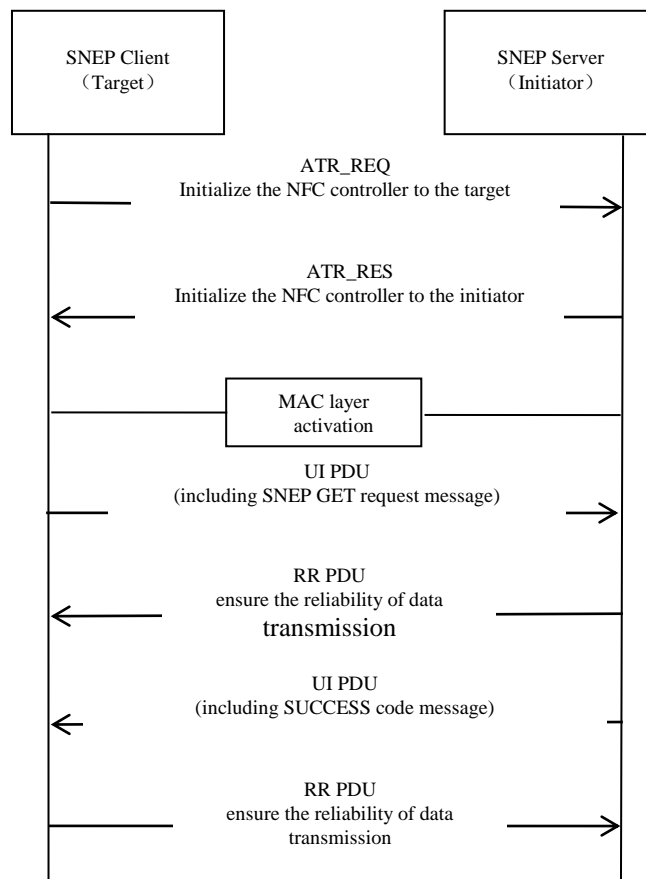 SNEP Client
（Target）
SNEP Server
（Initiator）
ATR_REQ
Initialize the NFC controller to the target
ATR_RES
Initialize the NFC controller to the initiator
MAC layer
activation
UI PDU
(including SNEP GET request message)
RR PDU
ensure the reliability of data
transmission
UI PDU
(including SUCCESS code message)
RR PDU
ensure the reliability of data
transmission